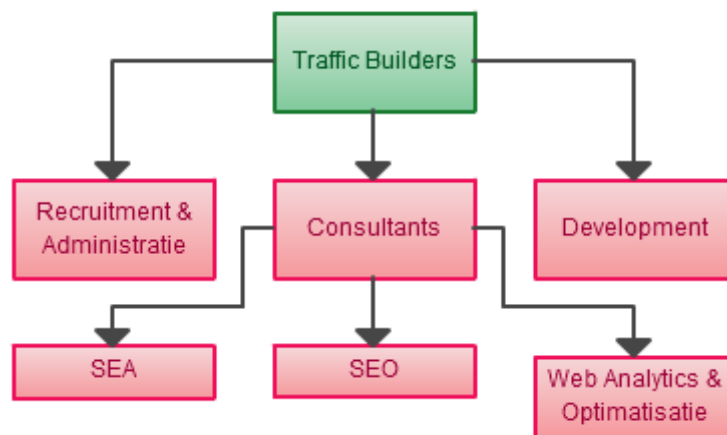 Traffic Builders
Recruitment &
Administratie
Consultants
Development
SEA
SEO
Web Analytics &
Optimatisatie